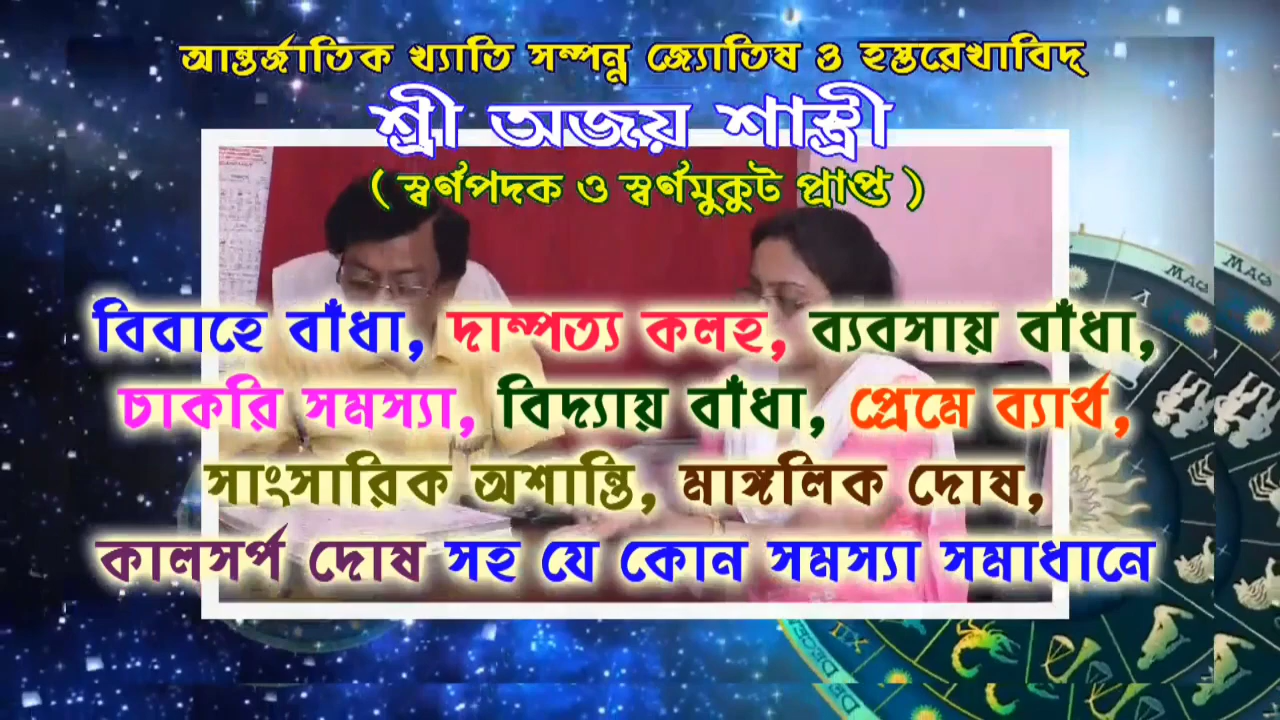 আন্তর্জাতিক খ্যাতি সম্পন্ন জ্যোতিষ ও হস্তরেখাবিদ্
শ্রী অজয় শাস্ত্রী
( স্বর্ণপদক ও স্বর্ণমুকুট প্রাপ্ত )
বিবাহে বাঁধা, দাম্পত্য কলহ, ব্যবসায় বাঁধা,
চাকরি সমস্যা, বিদ্যায় বাঁধা, প্রেমে ব্যার্থ,
সাংসারিক অশান্তি, মাঙ্গলিক দোষ,
কালসর্প দোষ সহ যে কোন সমস্যা সমাধানে